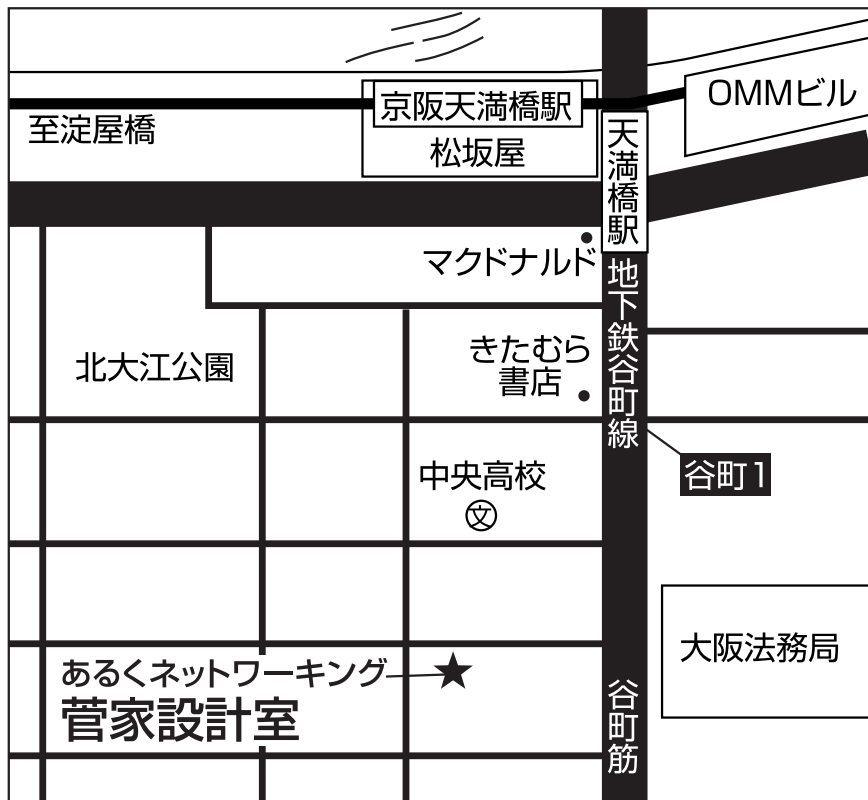 京阪天満橋駅
OMMビル
至淀屋橋
松坂屋
天満橋駅
マクドナルド
地下鉄谷町線
きたむら
書店
北大江公園
中央高校
文
谷町1
大阪法務局
あるくネットワーキング
菅家設計室
谷町筋